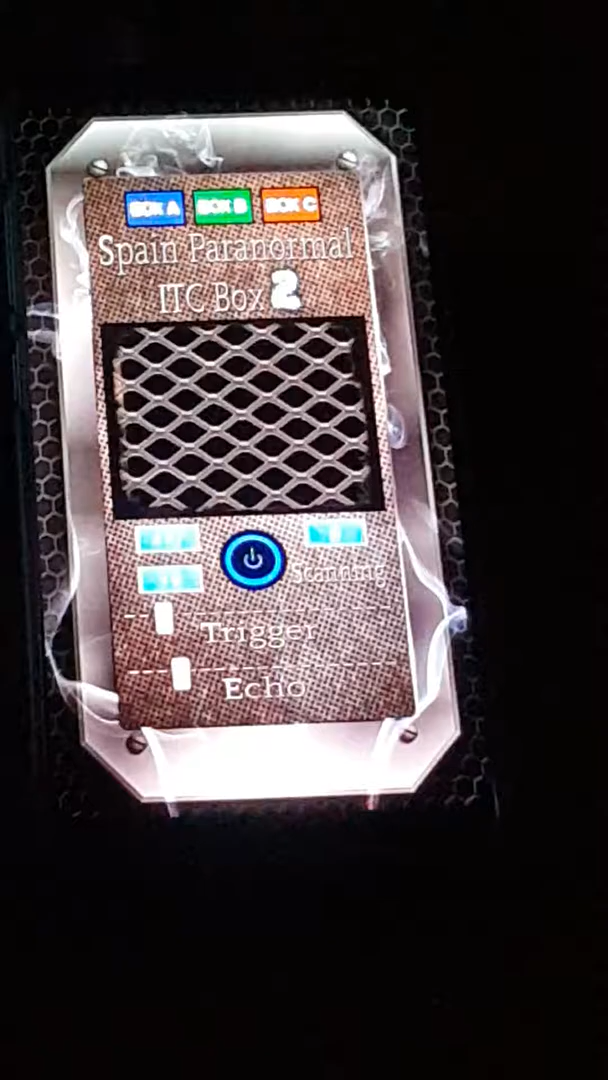 BOX A BOX B BOX C
Spain Paranormal
ITC Box 2
Scanning
Trigger
Echo